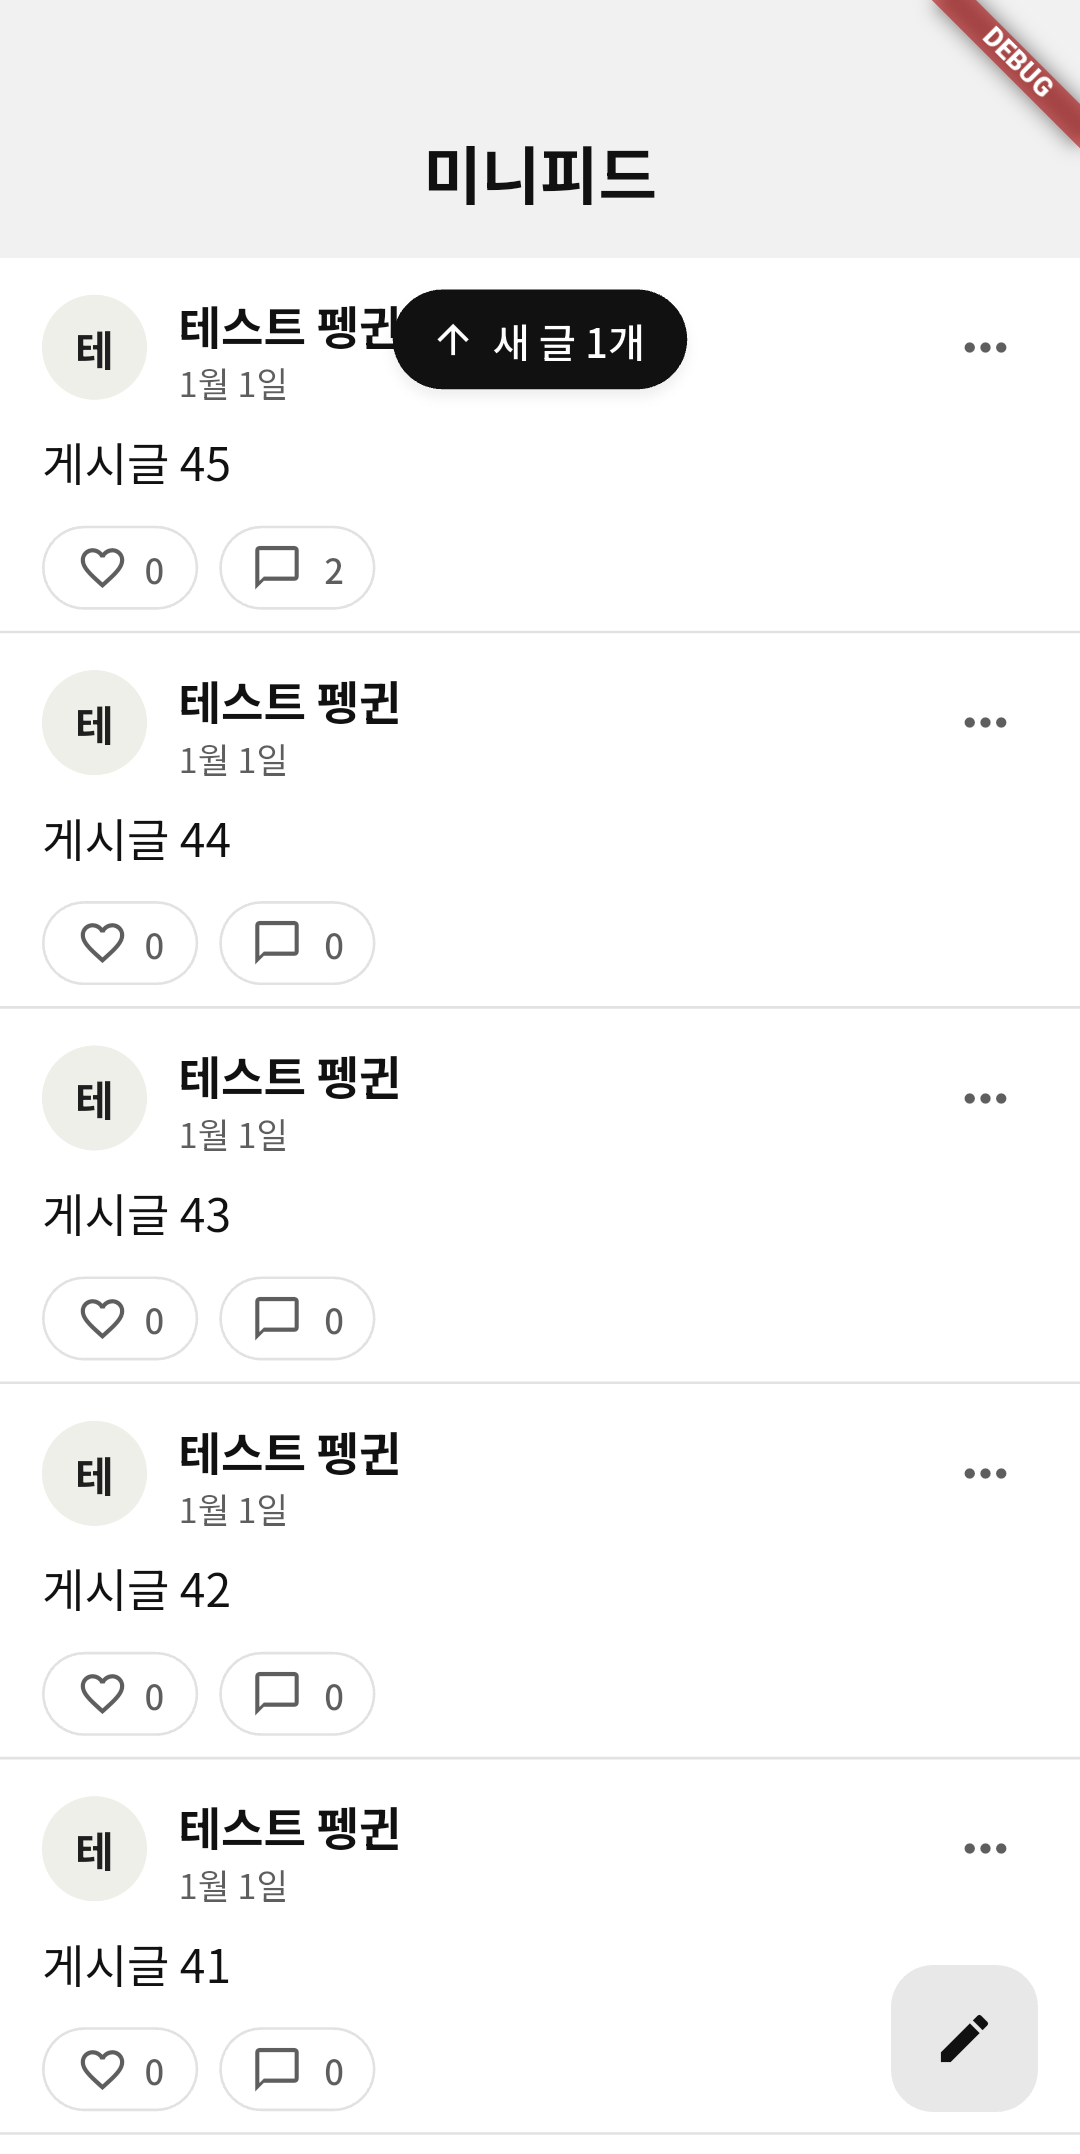 DEBUG
미니피드
테
테스트 펭귄
새 글 1개
1월 1일
게시글 45
0
2
테
테스트 펭귄
1월 1일
게시글 44
0
0
테
테스트 펭귄
1월 1일
게시글 43
0
0
테
테스트 펭귄
1월 1일
게시글 42
0
0
테
테스트 펭귄
1월 1일
게시글 41
0
0